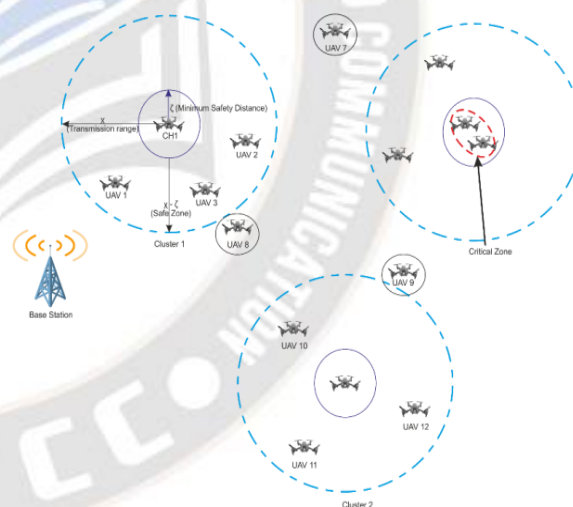 UAV 7
ζ (Minimum Safety Distance)
χ
(Transmission range)
CH1
UAV 2
UAV 1
UAV 3
χ - ζ
(Safe Zone)
UAV 8
Cluster 1
Critical Zone
Base Station
UAV 9
UAV 10
UAV 12
UAV 11
Cluster 2
COMMUNICATION